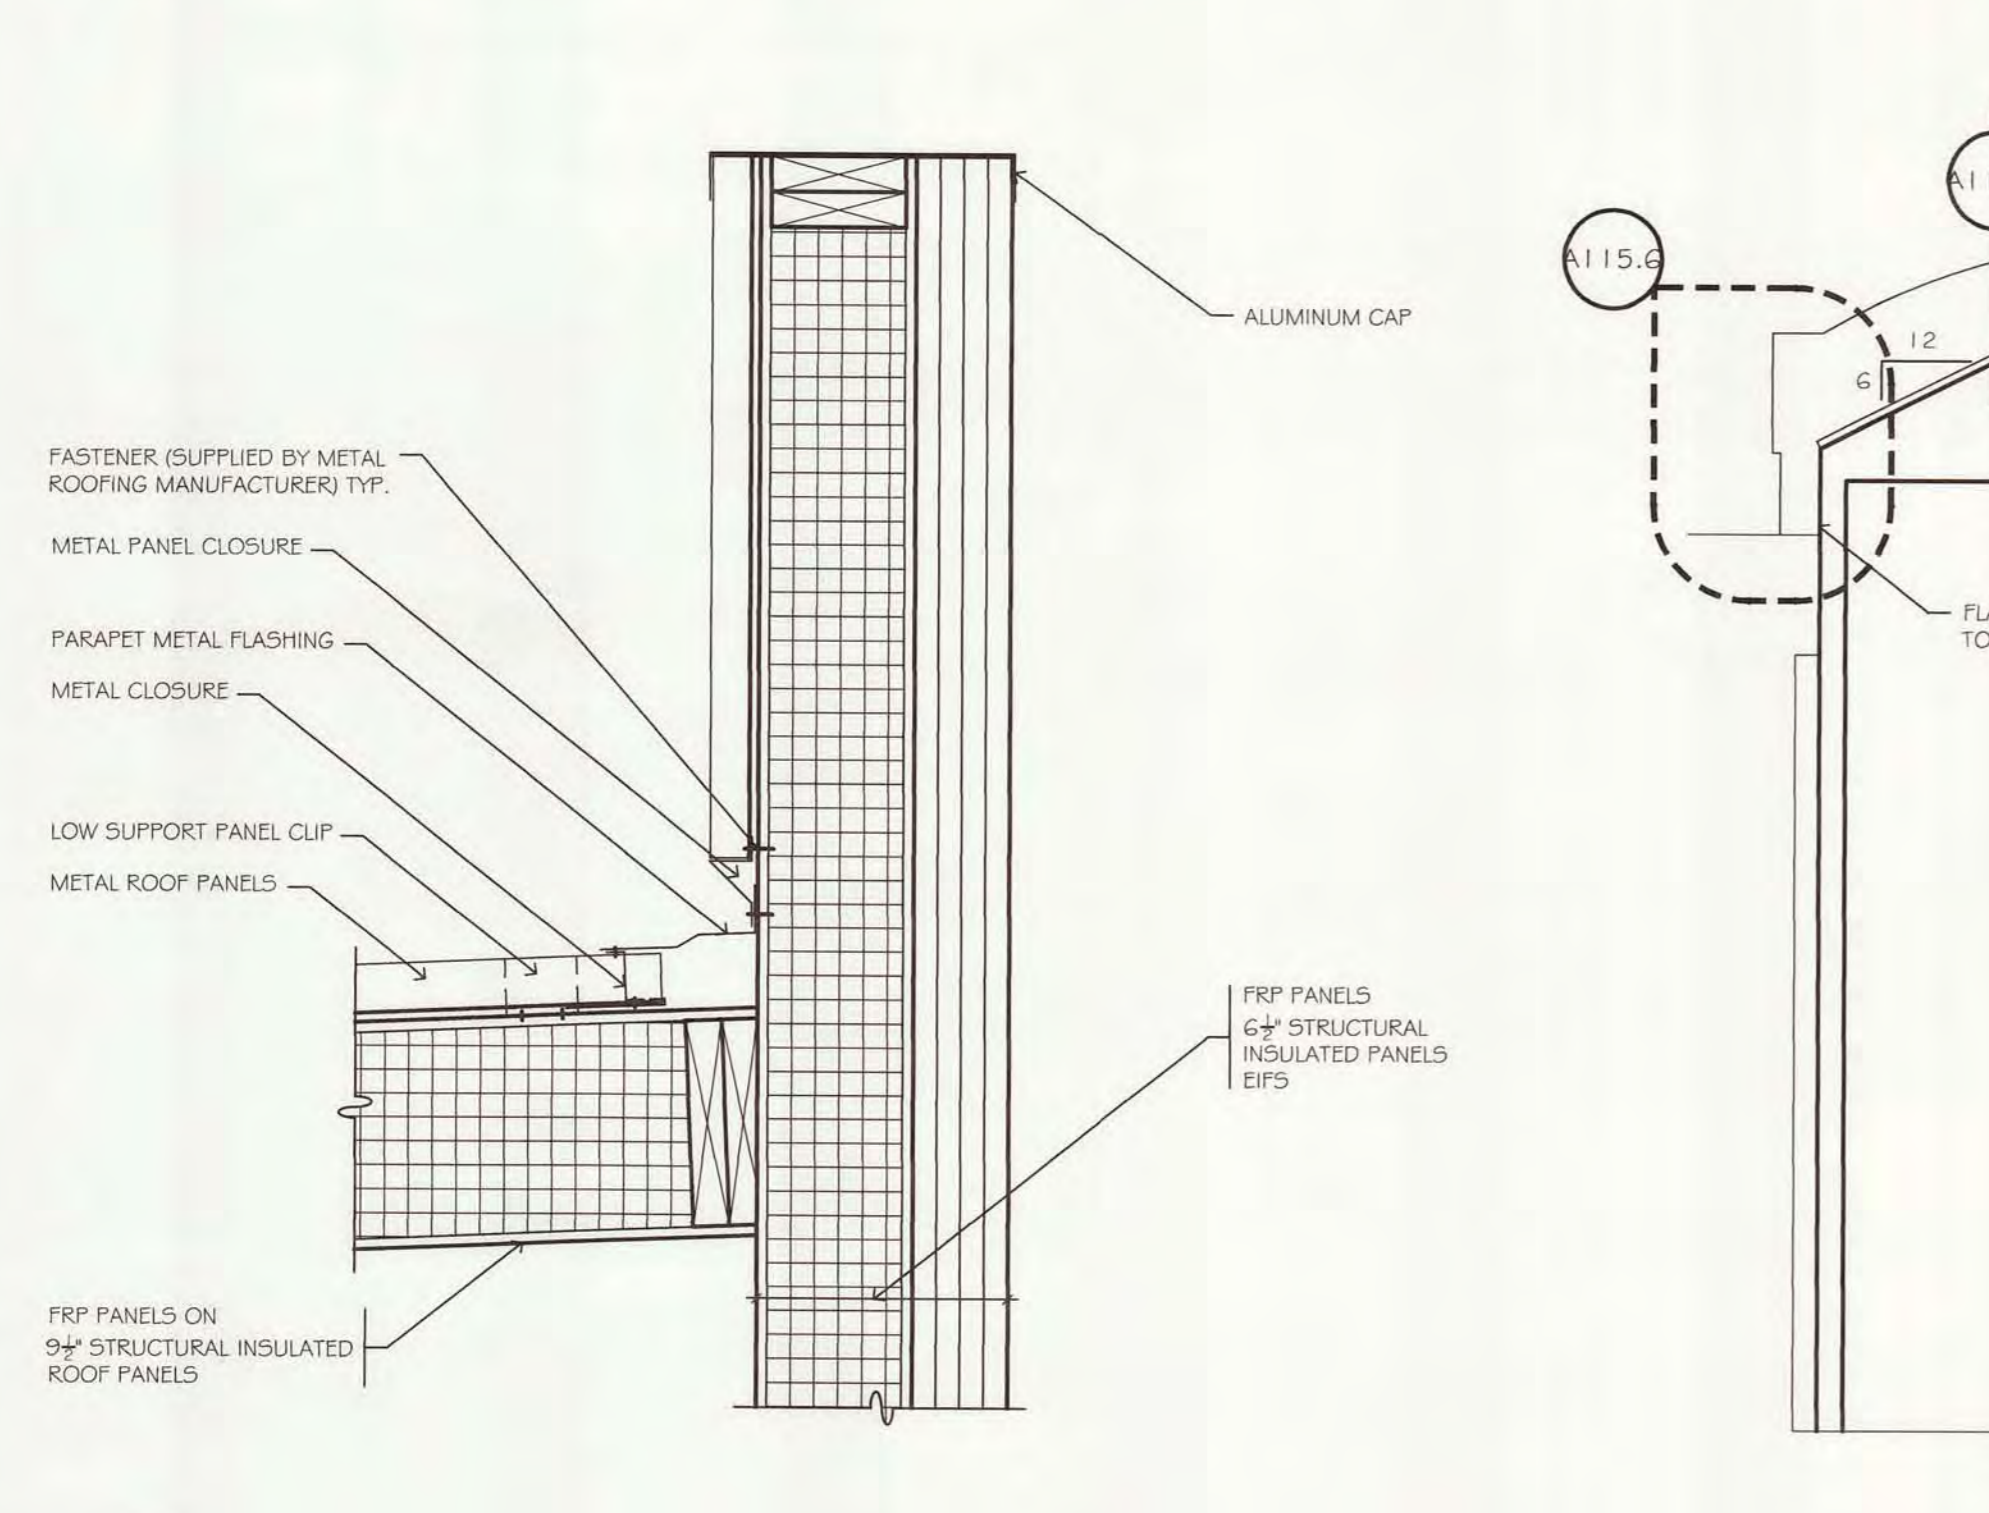 FASTENER (SUPPLIED BY METAL
ROOFING MANUFACTURER) TYP.
METAL PANEL CLOSURE
PARAPET METAL FLASHING
METAL CLOSURE
LOW SUPPORT PANEL CLIP
METAL ROOF PANELS
FRP PANELS ON
9½" STRUCTURAL INSULATED
ROOF PANELS
ALUMINUM CAP
FRP PANELS
6½" STRUCTURAL
INSULATED PANELS
EIFS
A115.6
12
6